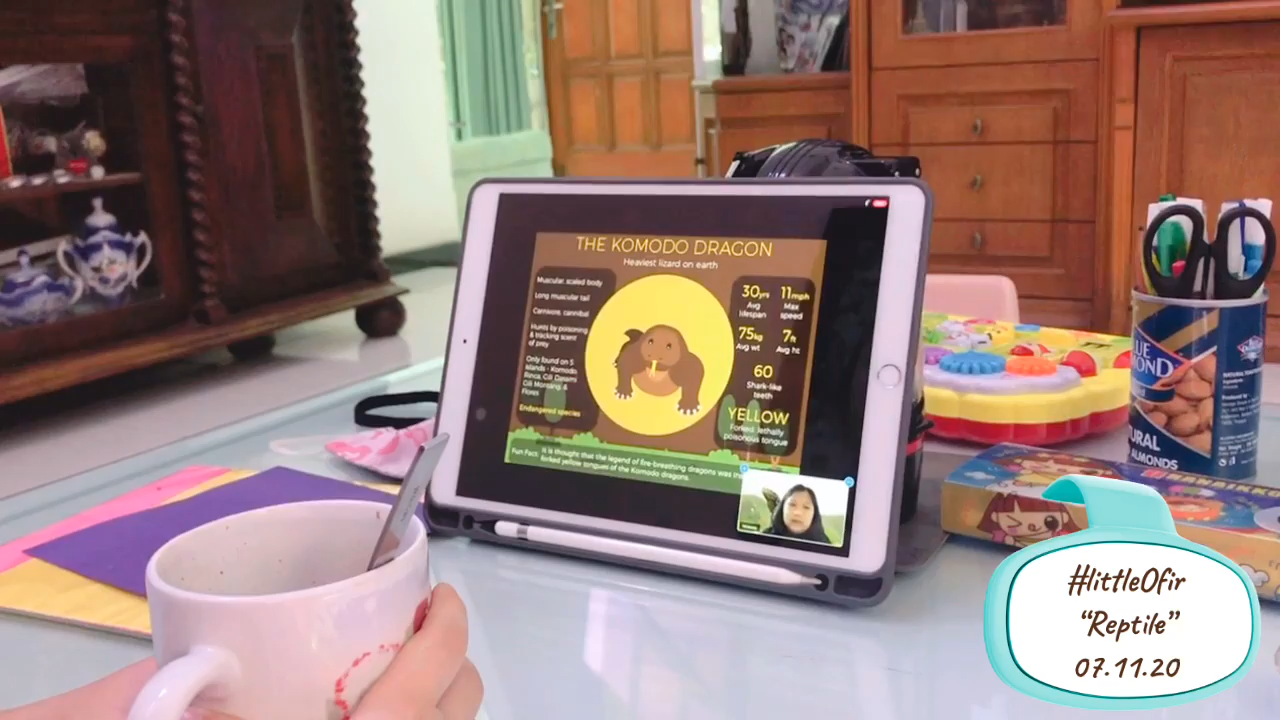 THE KOMODO DRAGON
Heaviest lizard on earth
Muscular, scaled body
Long muscular tail
Carnivore, cannibal
Hunts by poisoning
& tracking scent
of prey
Only found on 5
islands - Komodo,
Rinca, Gili Dasami
Gili Montang, &
Flores
Endangered species
30yrs
Avg
lifespan
11mph
Max
speed
75kg
Avg wt
7ft
Avg ht
60
Shark-like
teeth
YELLOW
Forked, lethally
poisonous tongue
Fun Fact:
It is thought that the legend of fire-breathing dragons was the
forked yellow tongues of the Komodo dragons.
BLUE
DIAMOND
NATURAL
ALMONDS
#littleOfir
“Reptile”
07.11.20